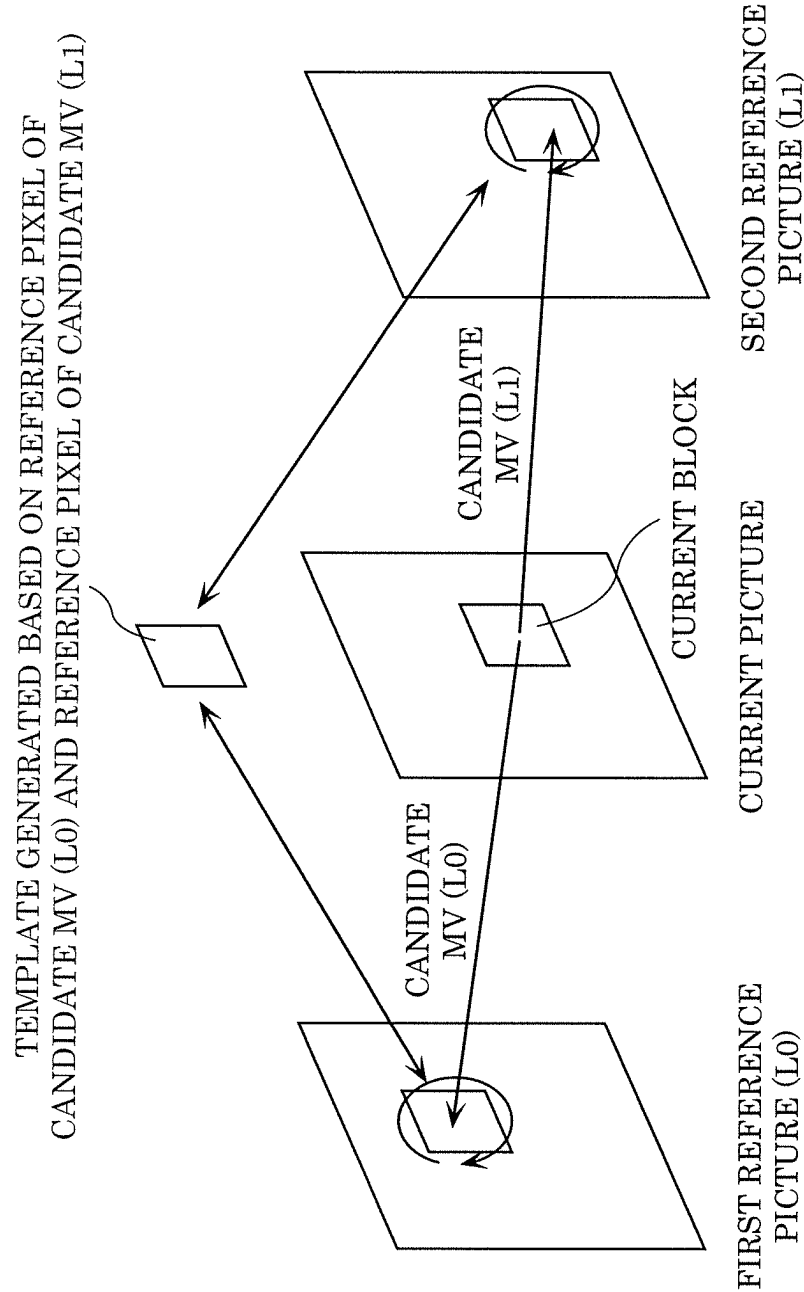 TEMPLATE GENERATED BASED ON REFERENCE PIXEL OF
CANDIDATE MV (L0) AND REFERENCE PIXEL OF CANDIDATE MV (L1)
CANDIDATE
MV (L0)
CANDIDATE
MV (L1)
CURRENT BLOCK
FIRST REFERENCE
PICTURE (L0)
CURRENT PICTURE
SECOND REFERENCE
PICTURE (L1)